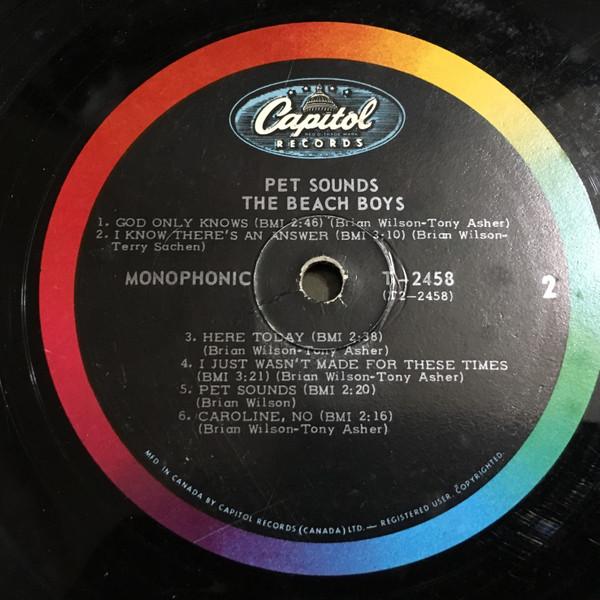 Capitol
REG'D. TRADE MARK
RECORDS
PET SOUNDS
THE BEACH BOYS
1. GOD ONLY KNOWS (BMI 2:46) (Brian Wilson-Tony Asher)
2. I KNOW THERE'S AN ANSWER (BMI 3:10) (Brian Wilson-
Terry Sachen)
MONOPHONIC
T-2458
(T2-2458)
2
3. HERE TODAY (BMI 2:38)
(Brian Wilson-Tony Asher)
4. I JUST WASN'T MADE FOR THESE TIMES
(BMI 3:21) (Brian Wilson-Tony Asher)
5. PET SOUNDS (BMI 2:20)
(Brian Wilson)
6. CAROLINE, NO (BMI 2:16)
(Brian Wilson-Tony Asher)
MFD. IN CANADA BY CAPITOL RECORDS (CANADA) LTD. — REGISTERED USER. COPYRIGHTED.